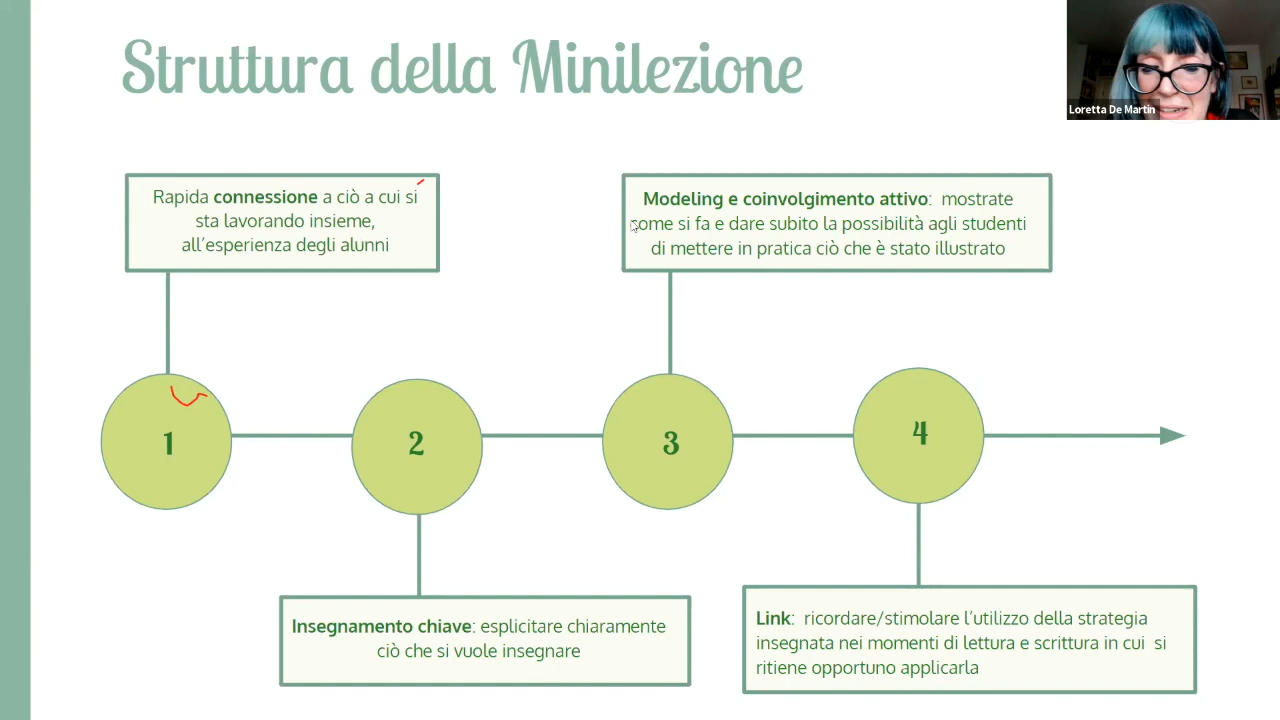 Struttura della Minilezione
Loretta De Martin
Rapida connessione a ciò a cui si
sta lavorando insieme,
all'esperienza degli alunni
Modeling e coinvolgimento attivo: mostrate
come si fa e dare subito la possibilità agli studenti
di mettere in pratica ciò che è stato illustrato
1
2
3
4
Insegnamento chiave: esplicitare chiaramente
ciò che si vuole insegnare
Link: ricordare/stimolare l'utilizzo della strategia
insegnata nei momenti di lettura e scrittura in cui si
ritiene opportuno applicarla